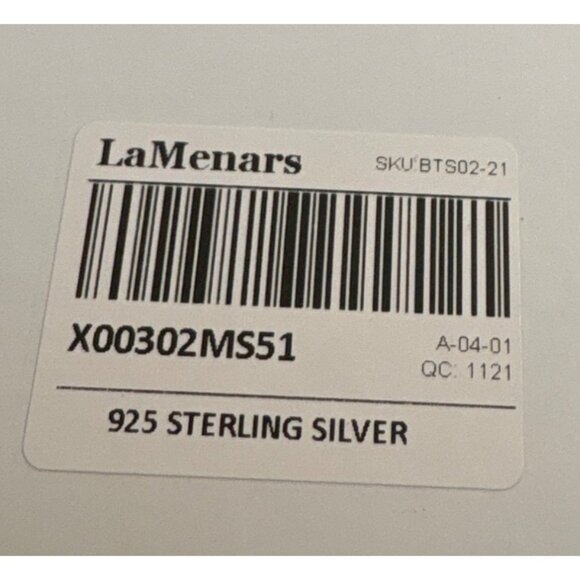 LaMenars
SKU:BTS02-21
X00302MS51
A-04-01
QC: 1121
925 STERLING SILVER